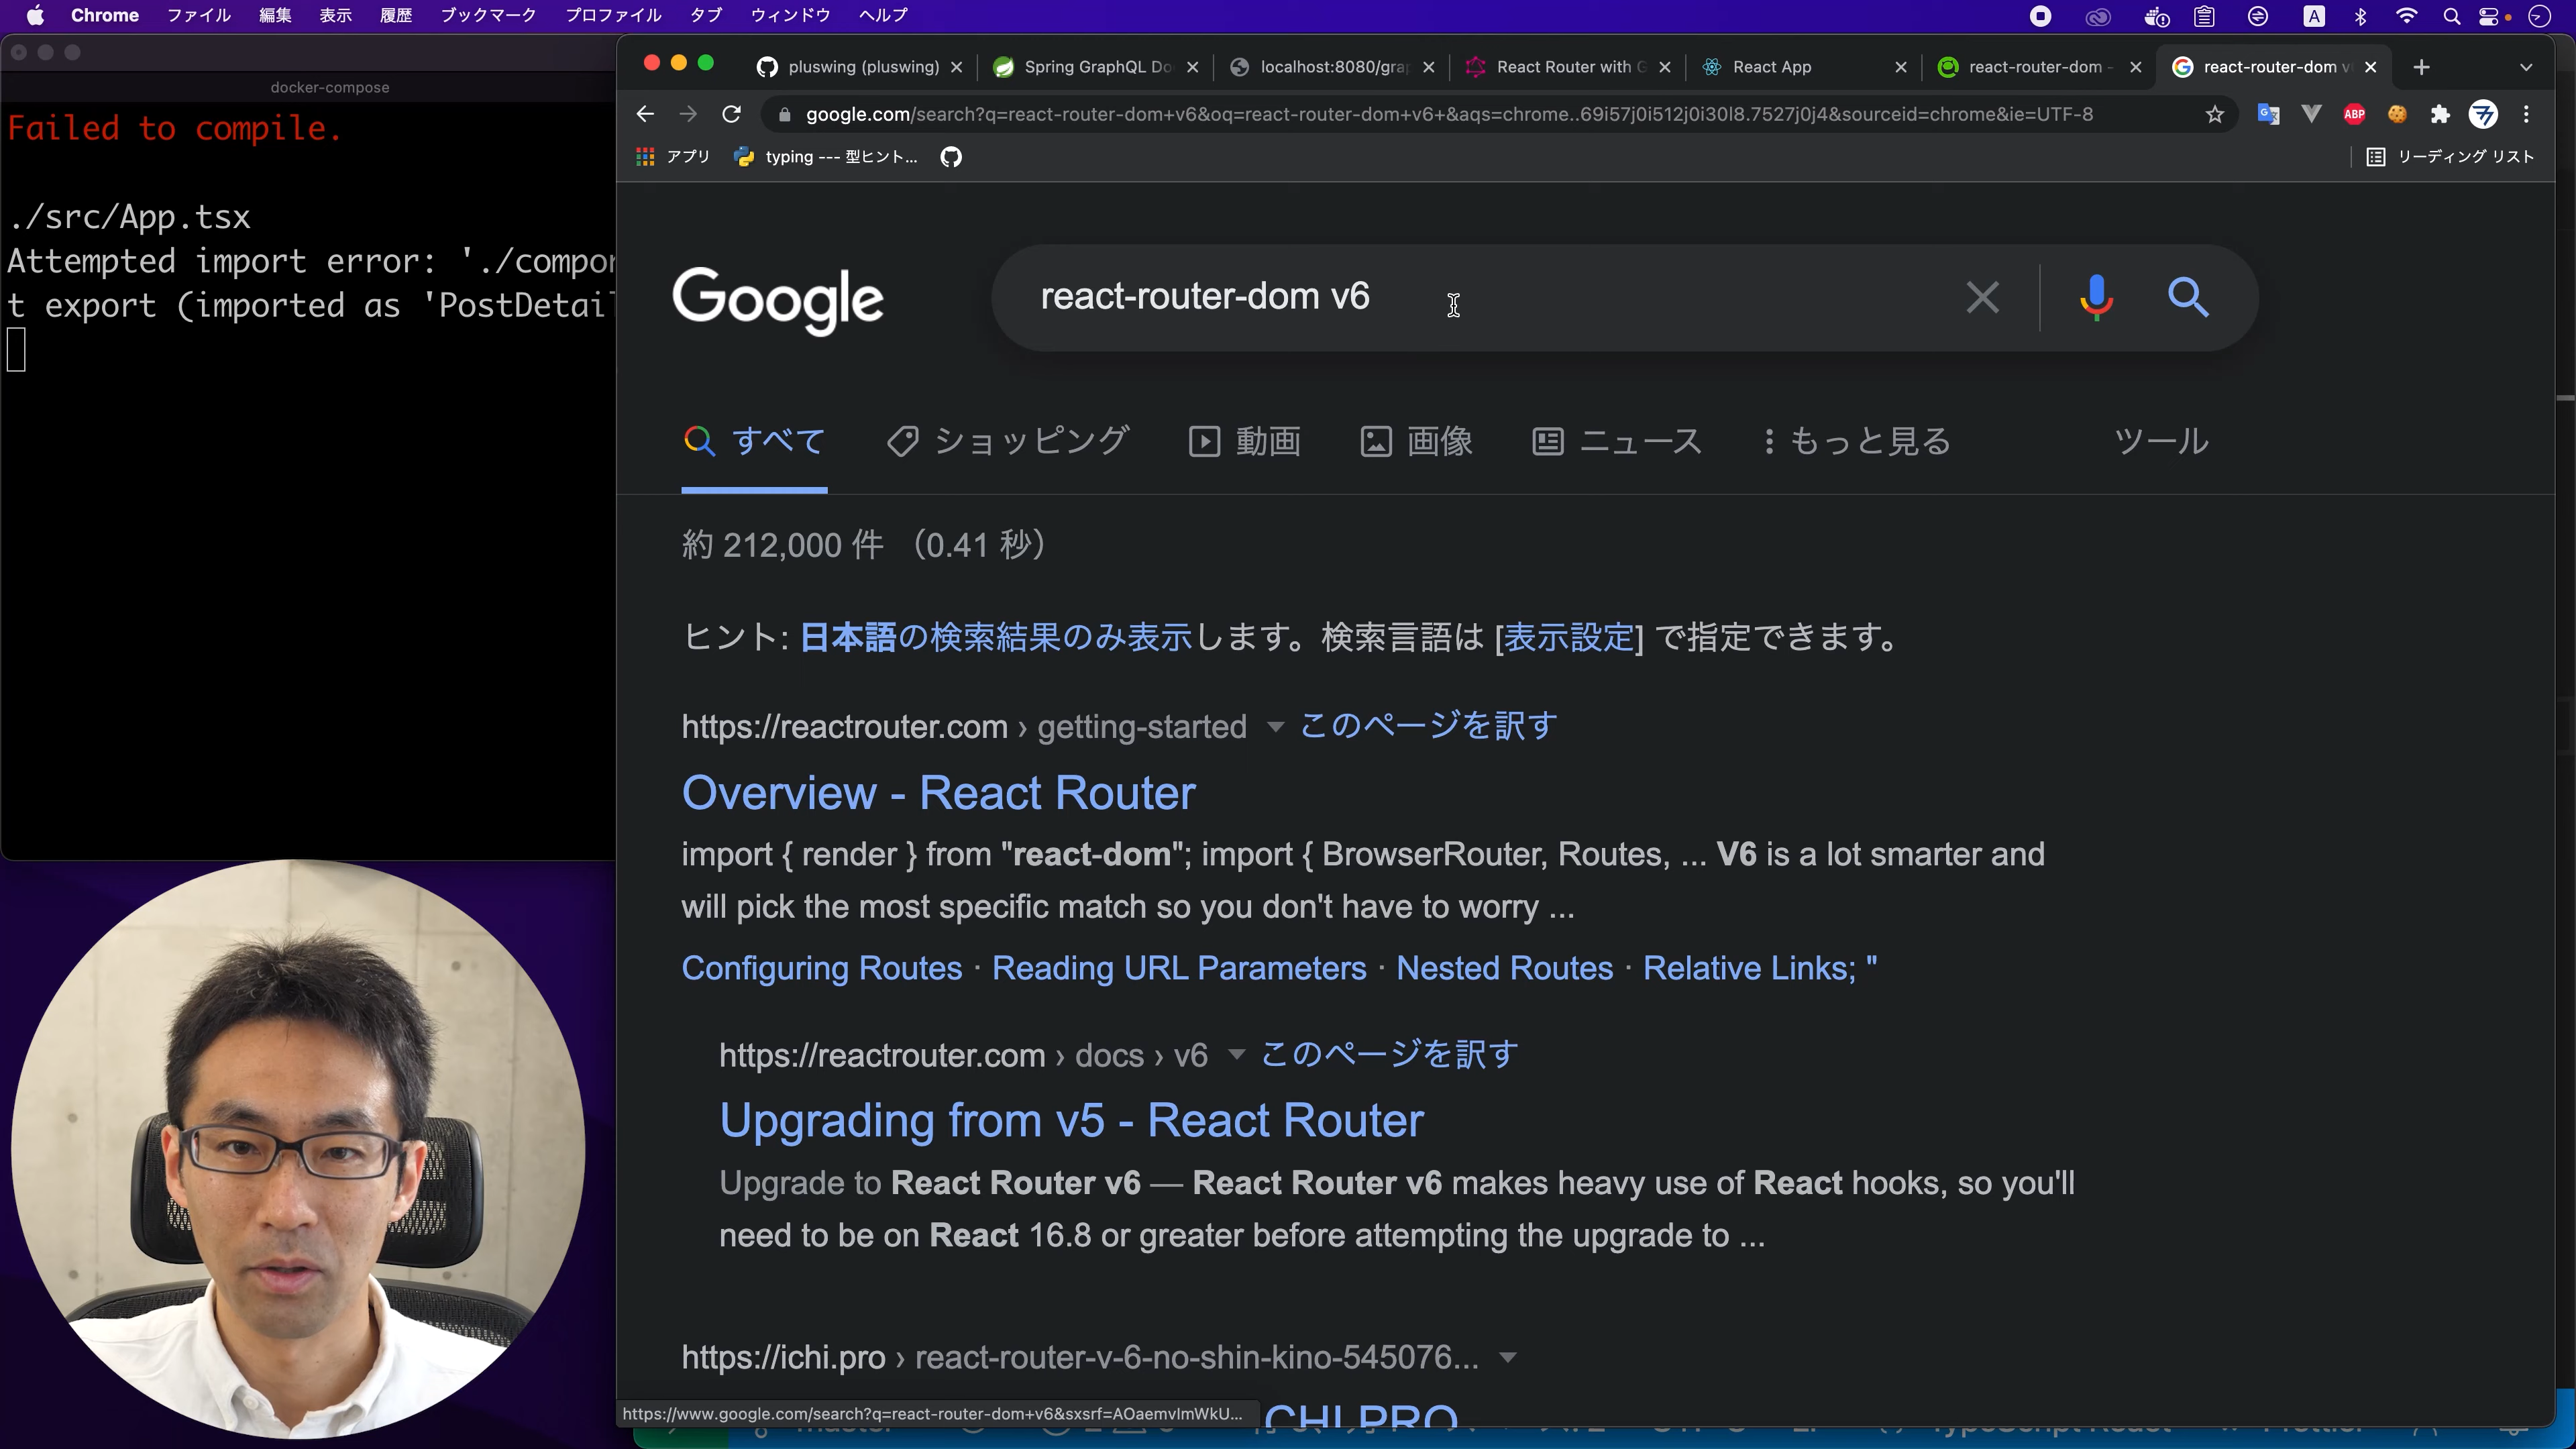 Chrome ファイル 編集 表示 履歴 ブックマーク プロファイル タブ ウィンドウ ヘルプ
A
docker-compose
Failed to compile.
./src/App.tsx
Attempted import error: './compo
t export (imported as 'PostDetail
pluswing (pluswing)
Spring GraphQL Do
localhost:8080/gra
React Router with G
React App
react-router-dom -
react-router-dom v
google.com/search?q=react-router-dom+v6&oq=react-router-dom+v6+&aqs=chrome..69i57j0i512j0i30l8.7527j0j4&sourceid=chrome&ie=UTF-8
ABP
アプリ
typing --- 型ヒント...
リーディング リスト
Google
react-router-dom v6
すべて ショッピング 動画 画像 ニュース もっと見る ツール
約 212,000 件 （0.41 秒）
ヒント: 日本語の検索結果のみ表示します。検索言語は [表示設定] で指定できます。
https://reactrouter.com › getting-started このページを訳す
Overview - React Router
import { render } from "react-dom"; import { BrowserRouter, Routes, ... V6 is a lot smarter and
will pick the most specific match so you don't have to worry ...
Configuring Routes · Reading URL Parameters · Nested Routes · Relative Links; "
https://reactrouter.com › docs › v6 このページを訳す
Upgrading from v5 - React Router
Upgrade to React Router v6 — React Router v6 makes heavy use of React hooks, so you'll
need to be on React 16.8 or greater before attempting the upgrade to ...
https://ichi.pro › react-router-v-6-no-shin-kino-545076...
ICHI.PRO
https://www.google.com/search?q=react-router-dom+v6&sxsrf=AOaemvlmWkU...
master
TypeScript React
Prettier